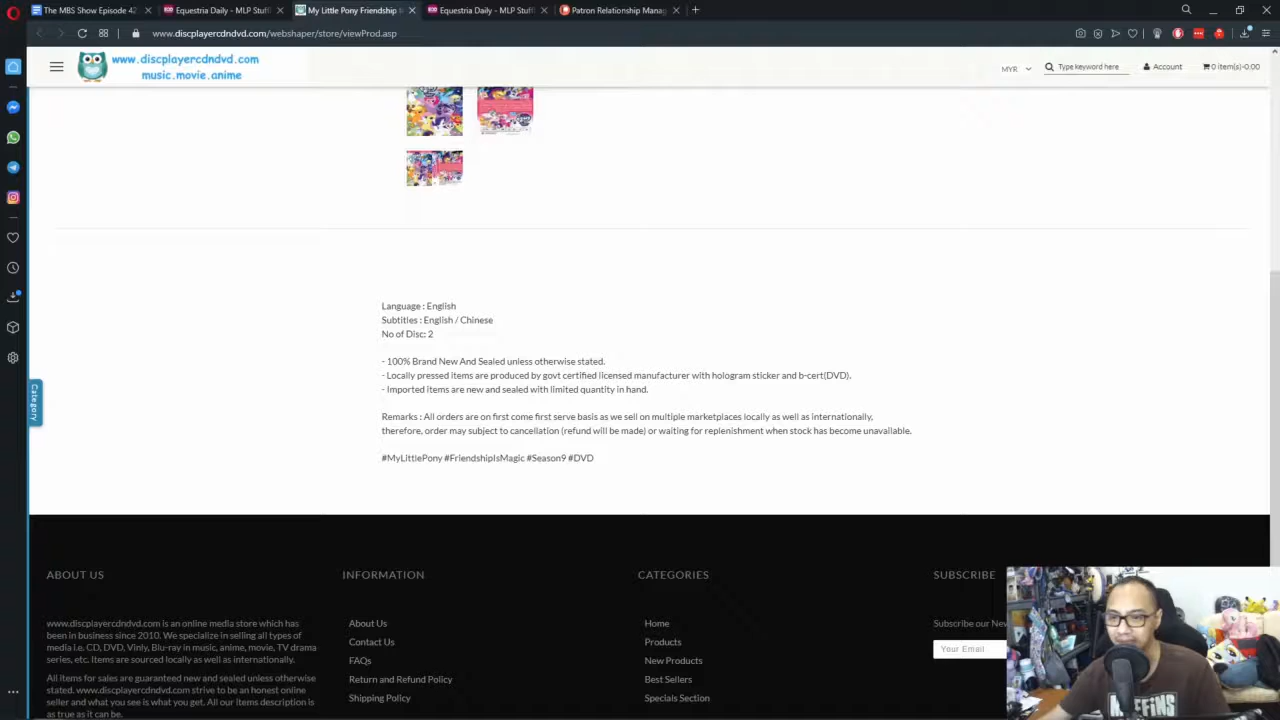 The MBS Show Episode 42
Equestria Daily - MLP Stuff
My Little Pony Friendship
Equestria Daily - MLP Stuff
Patron Relationship Manag
www.discplayercdndvd.com/webshaper/store/viewProd.asp
www.discplayercdndvd.com
music.movie.anime
MYR
Type keyword here
Account
0 item(s)-0.00
Category
Language : English
Subtitles : English / Chinese
No of Disc: 2
- 100% Brand New And Sealed unless otherwise stated.
- Locally pressed items are produced by govt certified licensed manufacturer with hologram sticker and b-cert(DVD).
- Imported items are new and sealed with limited quantity in hand.
Remarks : All orders are on first come first serve basis as we sell on multiple marketplaces locally as well as internationally,
therefore, order may subject to cancellation (refund will be made) or waiting for replenishment when stock has become unavailable.
#MyLittlePony #FriendshipIsMagic #Season9 #DVD
ABOUT US
www.discplayercdndvd.com is an online media store which has
been in business since 2010. We specialize in selling all types of
media i.e. CD, DVD, Vinly, Blu-ray in music, anime, movie, TV drama
series, etc. Items are sourced locally as well as internationally.
All items for sales are guaranteed new and sealed unless otherwise
stated. www.discplayercdndvd.com strive to be an honest online
seller and what you see is what you get. All our items description is
as true as it can be.
INFORMATION
About Us
Contact Us
FAQs
Return and Refund Policy
Shipping Policy
CATEGORIES
Home
Products
New Products
Best Sellers
Specials Section
SUBSCRIBE
Subscribe our New
Your Email